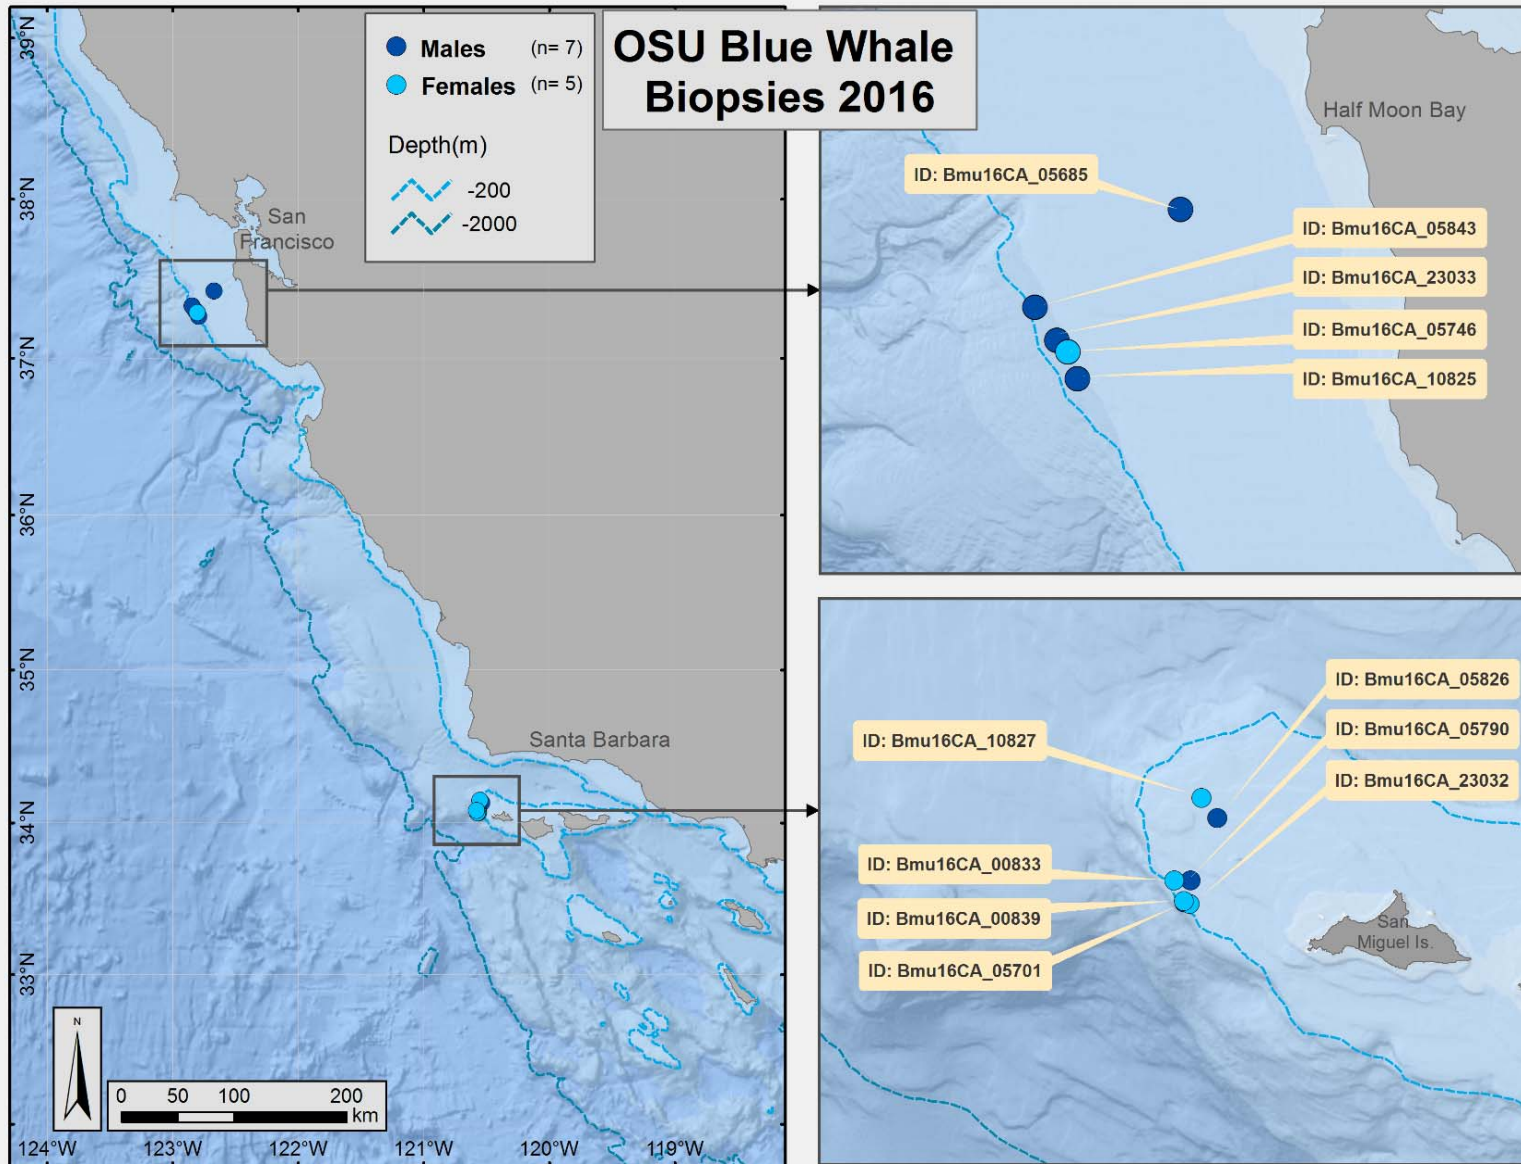 OSU Blue Whale
Biopsies 2016
Males (n= 7)
Females (n= 5)
Depth(m)
-200
-2000
39°N
38°N
37°N
36°N
35°N
34°N
33°N
124°W
123°W
122°W
121°W
120°W
119°W
San
Francisco
Santa Barbara
N
0 50 100 200
km
Half Moon Bay
ID: Bmu16CA_05685
ID: Bmu16CA_05843
ID: Bmu16CA_23033
ID: Bmu16CA_05746
ID: Bmu16CA_10825
ID: Bmu16CA_05826
ID: Bmu16CA_05790
ID: Bmu16CA_10827
ID: Bmu16CA_23032
ID: Bmu16CA_00833
ID: Bmu16CA_00839
ID: Bmu16CA_05701
San
Miguel Is.